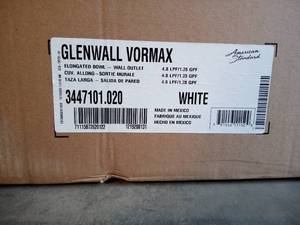 GLENWALL VORMAX
American Standard
ELONGATED BOWL – WALL OUTLET 4.8 LPF/1.28 GPF
CUV. ALLONG.-SORTIE MURALE 4.8 LPF/1.28 GPF
TAZA LARGA – SALIDA DE PARED 4.8 LPF/1.28 GPF
3447101.020 WHITE
MADE IN MEXICO
FABRIQUE AU MEXIQUE
HECHO EN MEXICO